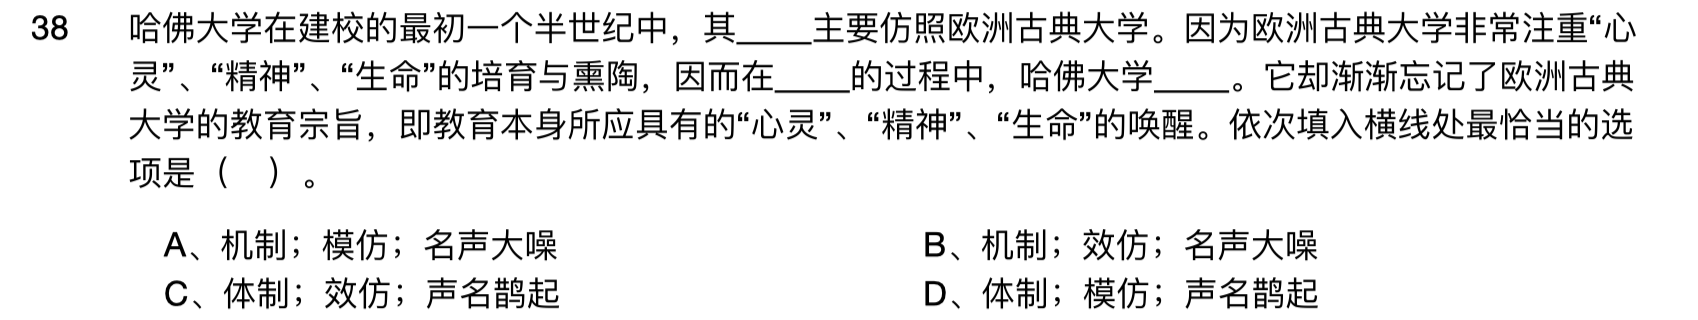 38 哈佛大学在建校的最初一个半世纪中，其____主要仿照欧洲古典大学。因为欧洲古典大学非常注重“心
灵”、“精神”、“生命”的培育与熏陶，因而在____的过程中，哈佛大学____。它却渐渐忘记了欧洲古典
大学的教育宗旨，即教育本身所应具有的“心灵”、“精神”、“生命”的唤醒。依次填入横线处最恰当的选
项是（　）。
A、机制；模仿；名声大噪 B、机制；效仿；名声大噪
C、体制；效仿；声名鹊起 D、体制；模仿；声名鹊起